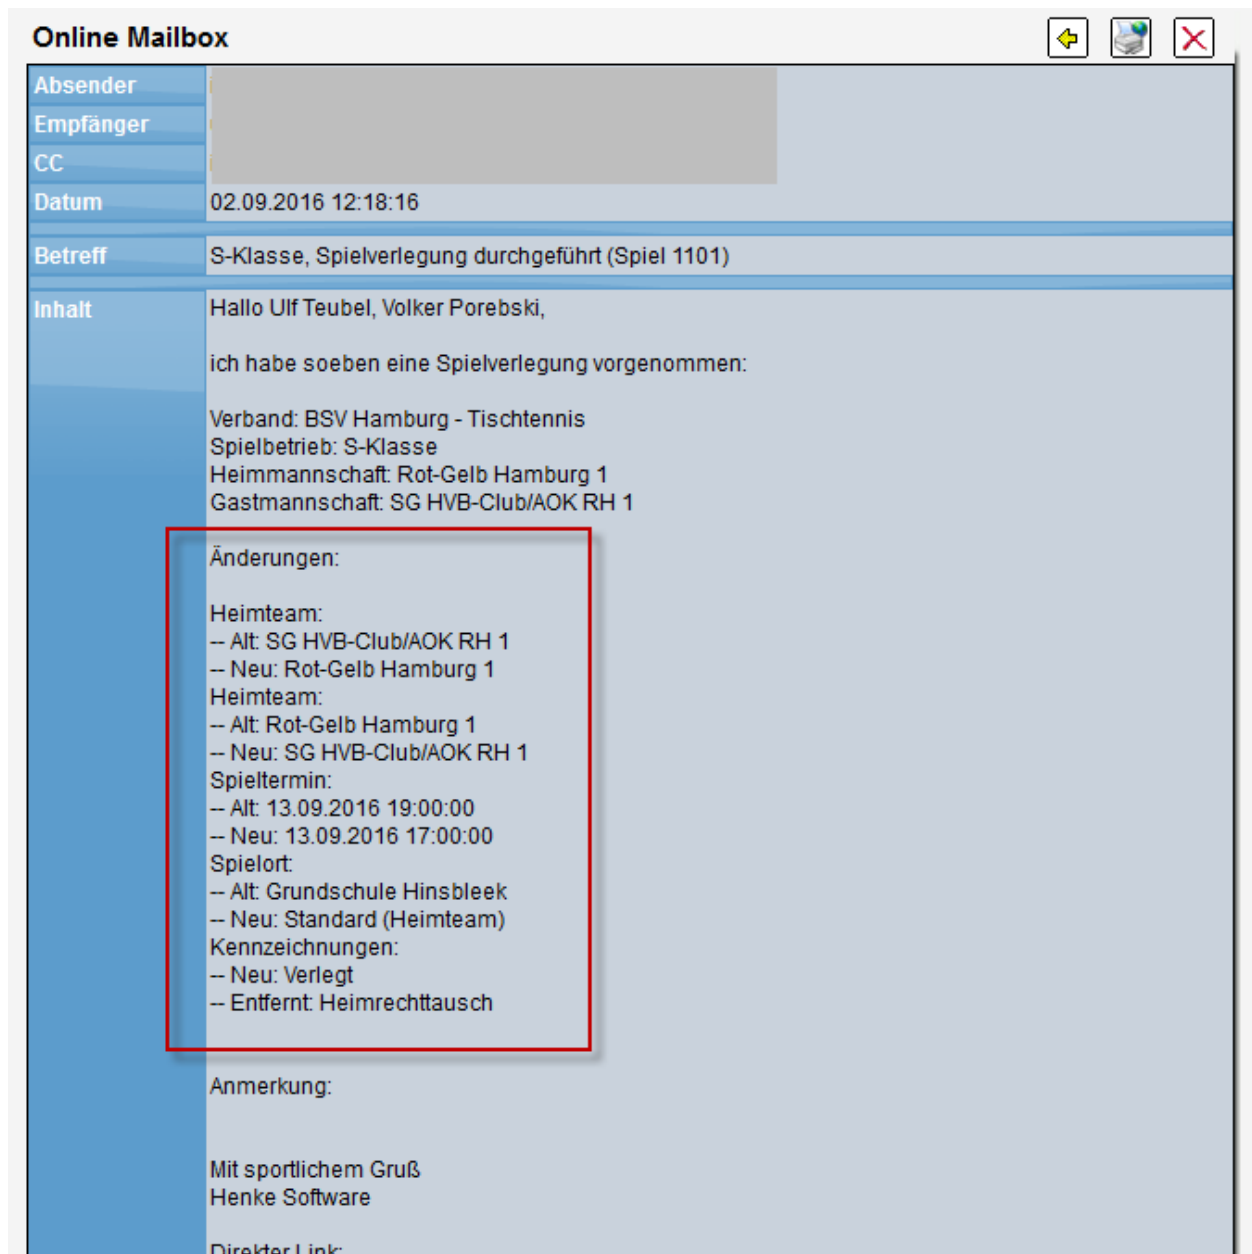 Online Mailbox
Absender
Empfänger
CC
Datum 02.09.2016 12:18:16
Betreff S-Klasse, Spielverlegung durchgeführt (Spiel 1101)
Inhalt Hallo Ulf Teubel, Volker Porebski,
ich habe soeben eine Spielverlegung vorgenommen:
Verband: BSV Hamburg - Tischtennis
Spielbetrieb: S-Klasse
Heimmannschaft: Rot-Gelb Hamburg 1
Gastmannschaft: SG HVB-Club/AOK RH 1
Änderungen:
Heimteam:
-- Alt: SG HVB-Club/AOK RH 1
-- Neu: Rot-Gelb Hamburg 1
Heimteam:
-- Alt: Rot-Gelb Hamburg 1
-- Neu: SG HVB-Club/AOK RH 1
Spieltermin:
-- Alt: 13.09.2016 19:00:00
-- Neu: 13.09.2016 17:00:00
Spielort:
-- Alt: Grundschule Hinsbleek
-- Neu: Standard (Heimteam)
Kennzeichnungen:
-- Neu: Verlegt
-- Entfernt: Heimrechttausch
Anmerkung:
Mit sportlichem Gruß
Henke Software
Direkter Link: